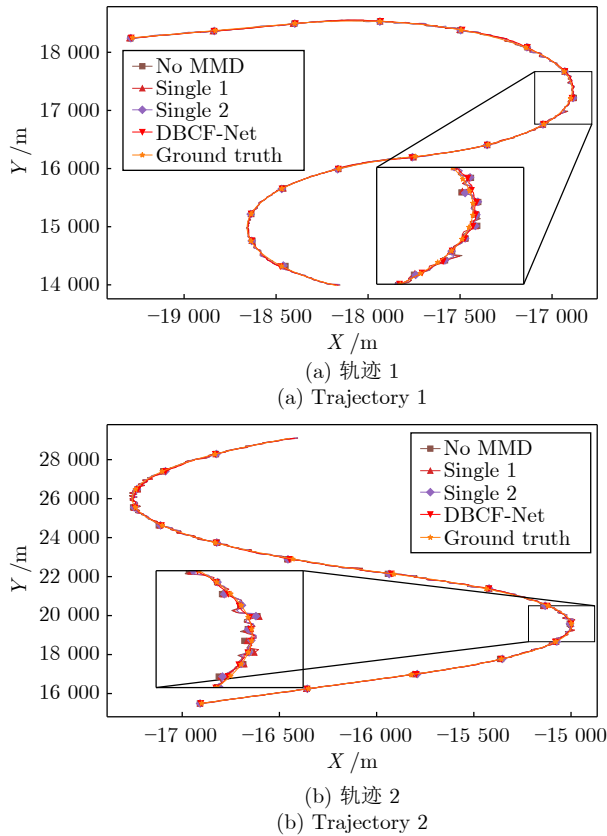 18 000
17 000
16 000
15 000
14 000
Y /m
No MMD
Single 1
Single 2
DBCF-Net
Ground truth
−19 000
−18 500
−18 000
−17 500
−17 000
X /m
(a) 轨迹 1
(a) Trajectory 1
28 000
26 000
24 000
22 000
20 000
18 000
16 000
Y /m
No MMD
Single 1
Single 2
DBCF-Net
Ground truth
−17 000
−16 500
−16 000
−15 500
−15 000
X /m
(b) 轨迹 2
(b) Trajectory 2